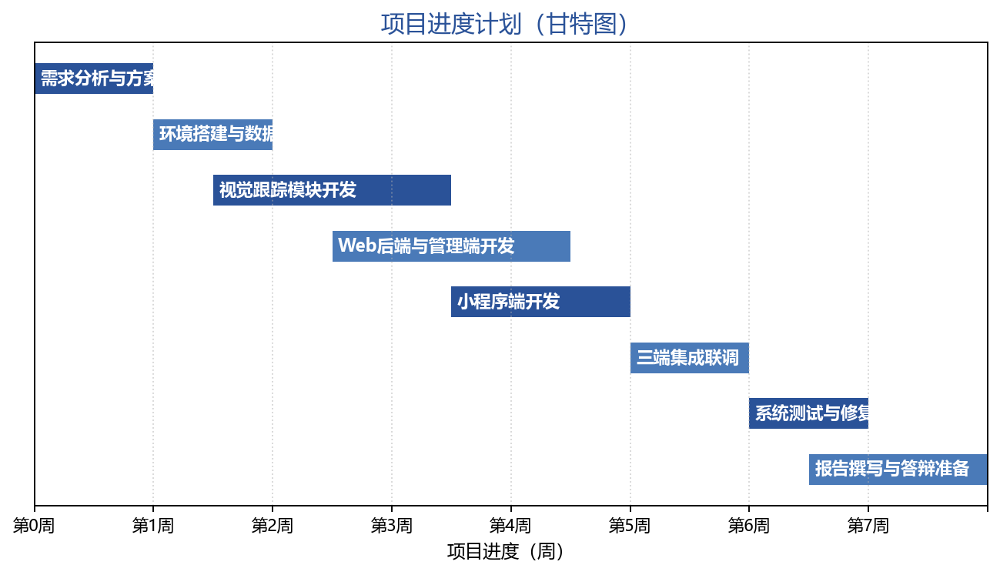 项目进度计划（甘特图）
需求分析与方案
环境搭建与数据
视觉跟踪模块开发
Web后端与管理端开发
小程序端开发
三端集成联调
系统测试与修复
报告撰写与答辩准备
第0周 第1周 第2周 第3周 第4周 第5周 第6周 第7周
项目进度（周）